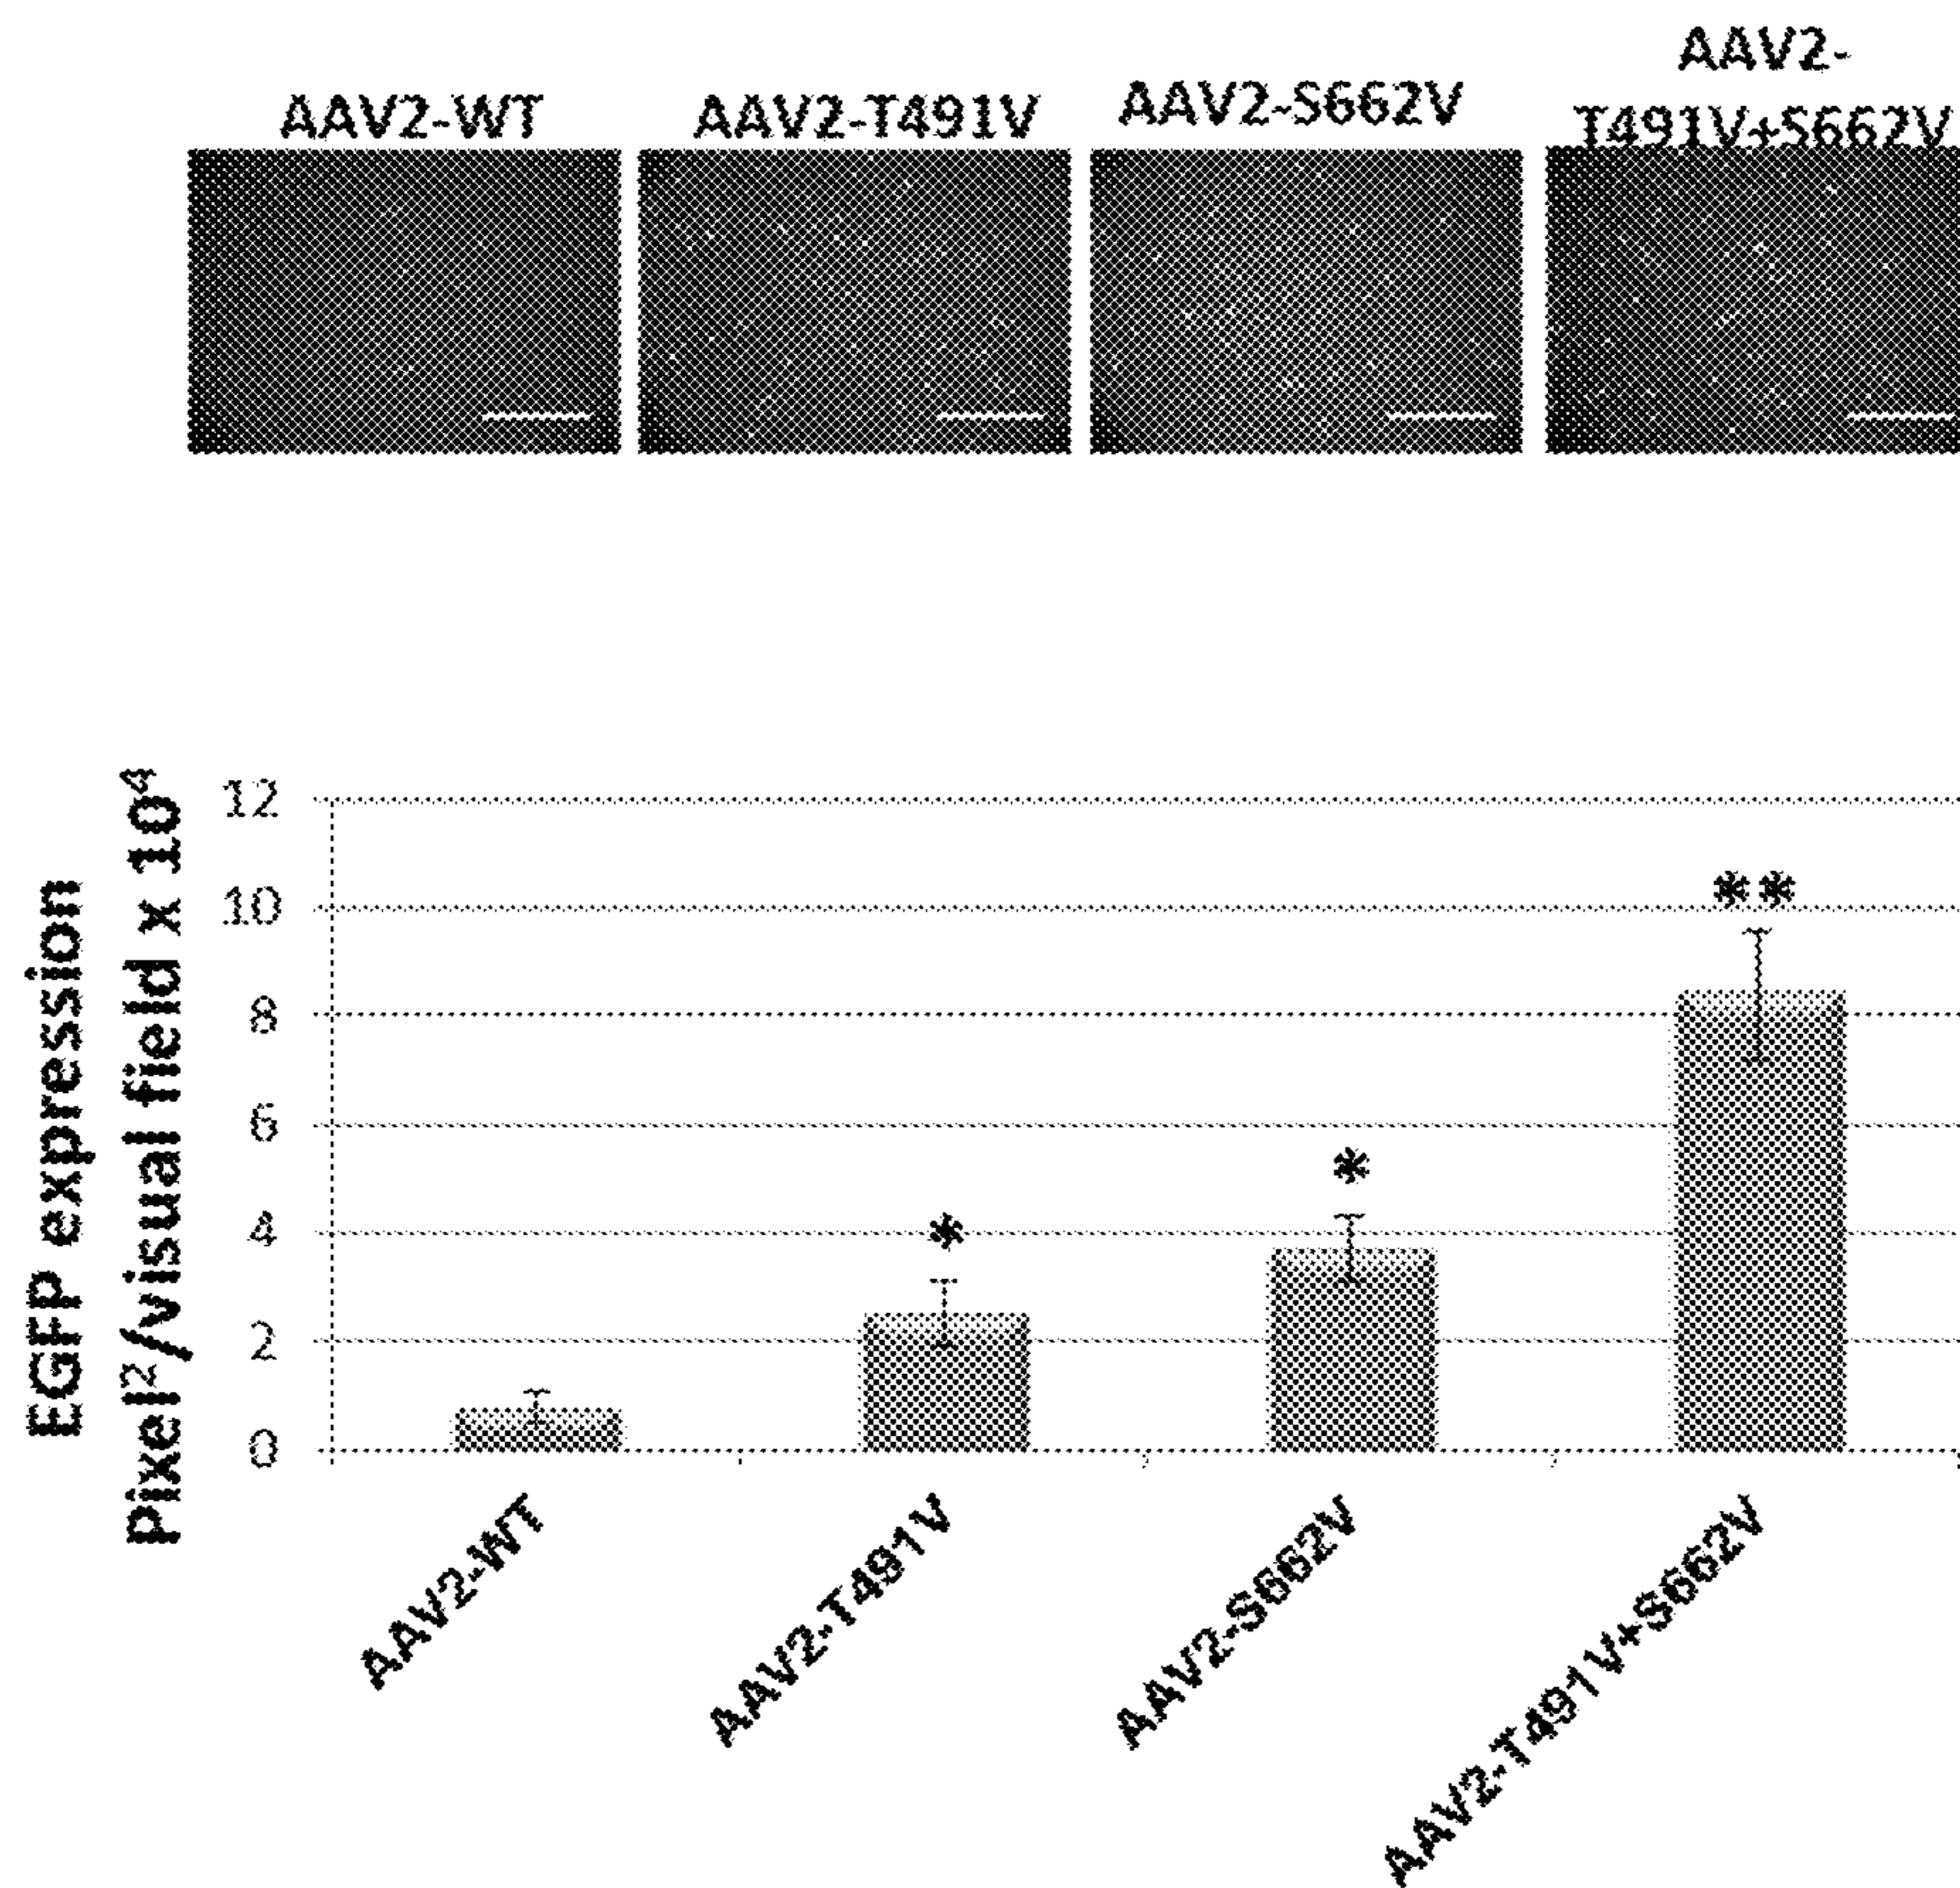 AAV2-WT
AAV2-T491V
AAV2-S662V
AAV2-
T491V+S662V
EGFP expression
pixel²/visual field x 10⁴
12
10
8
6
4
2
0
*
*
**
AAV2-WT
AAV2-T491V
AAV2-S662V
AAV2-T491V+S662V